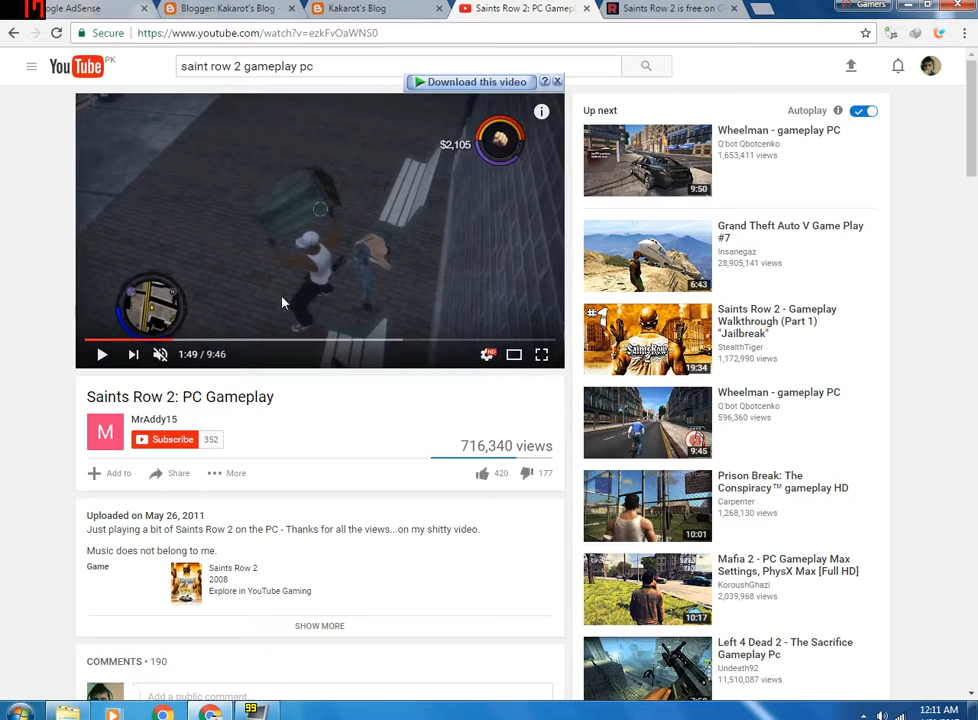 ogle AdSense
Blogger: Kakarot's Blog -
Kakarot's Blog
Saints Row 2: PC Gamepl
Saints Row 2 is free on G
Gamers
Secure
https://www.youtube.com/watch?v=ezkFvOaWNS0
YouTube PK
saint row 2 gameplay pc
Download this video
$2,105
1:49 / 9:46
HD
Saints Row 2: PC Gameplay
M
MrAddy15
Subscribe 352
716,340 views
Add to
Share
More
420
177
Uploaded on May 26, 2011
Just playing a bit of Saints Row 2 on the PC - Thanks for all the views...on my shitty video.
Music does not belong to me.
Game
Saints Row 2
2008
Explore in YouTube Gaming
SHOW MORE
COMMENTS • 190
Add a public comment...
Up next
Autoplay
Wheelman - gameplay PC
Q'bot Qbotcenko
1,653,411 views
9:50
Grand Theft Auto V Game Play
#7
Insanegaz
28,905,141 views
6:43
Saints Row 2 - Gameplay
Walkthrough (Part 1)
"Jailbreak"
StealthTiger
1,172,990 views
#1
19:34
Wheelman - gameplay PC
Q'bot Qbotcenko
596,360 views
9:45
Prison Break: The
Conspiracy™ gameplay HD
Carpenter
1,268,130 views
10:01
Mafia 2 - PC Gameplay Max
Settings, PhysX Max [Full HD]
KoroushGhazi
2,039,968 views
10:17
Left 4 Dead 2 - The Sacrifice
Gameplay Pc
Undeath92
11,510,087 views
99
12:11 AM